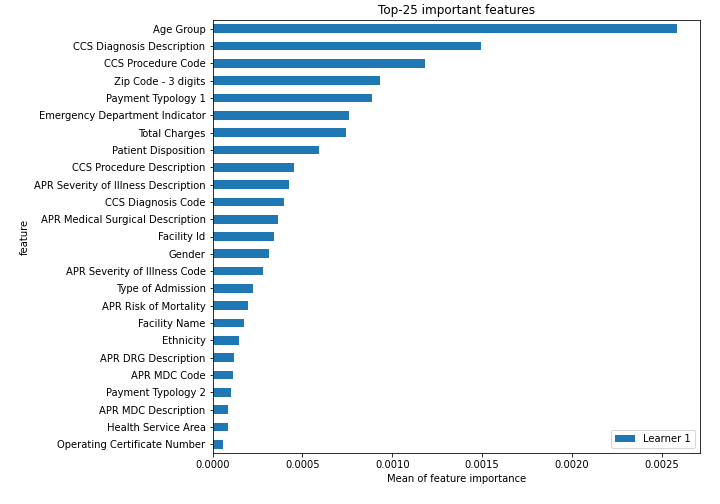 Top-25 important features
Age Group
CCS Diagnosis Description
CCS Procedure Code
Zip Code - 3 digits
Payment Typology 1
Emergency Department Indicator
Total Charges
Patient Disposition
CCS Procedure Description
APR Severity of Illness Description
CCS Diagnosis Code
APR Medical Surgical Description
Facility Id
Gender
APR Severity of Illness Code
Type of Admission
APR Risk of Mortality
Facility Name
Ethnicity
APR DRG Description
APR MDC Code
Payment Typology 2
APR MDC Description
Health Service Area
Operating Certificate Number
feature
Learner 1
0.0000 0.0005 0.0010 0.0015 0.0020 0.0025
Mean of feature importance